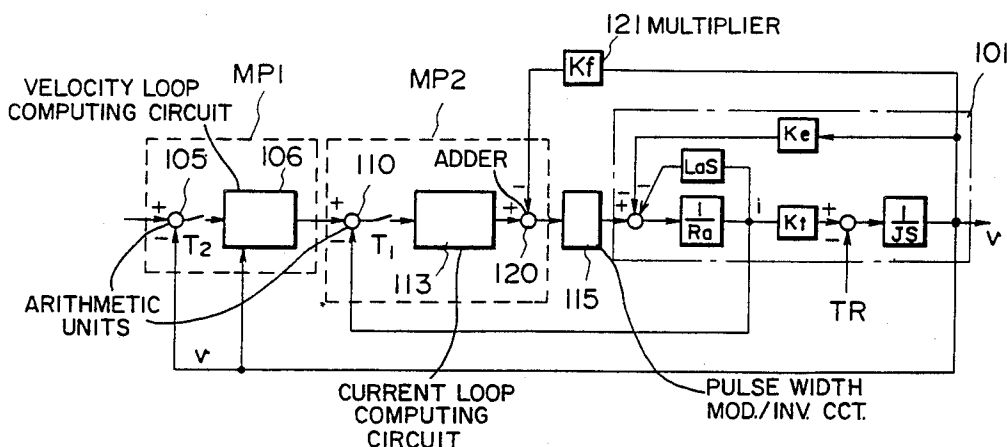 121 MULTIPLIER
Kf
101
MP1
MP2
VELOCITY LOOP
COMPUTING CIRCUIT
Ke
ADDER
LaS
105
106
110
+
-
T2
+
-
T1
113
+
-
120
115
+
-
-
1
Ra
i
Kt
+
-
1
JS
v
TR
ARITHMETIC
UNITS
v
CURRENT LOOP
COMPUTING
CIRCUIT
PULSE WIDTH
MOD./INV. CCT.